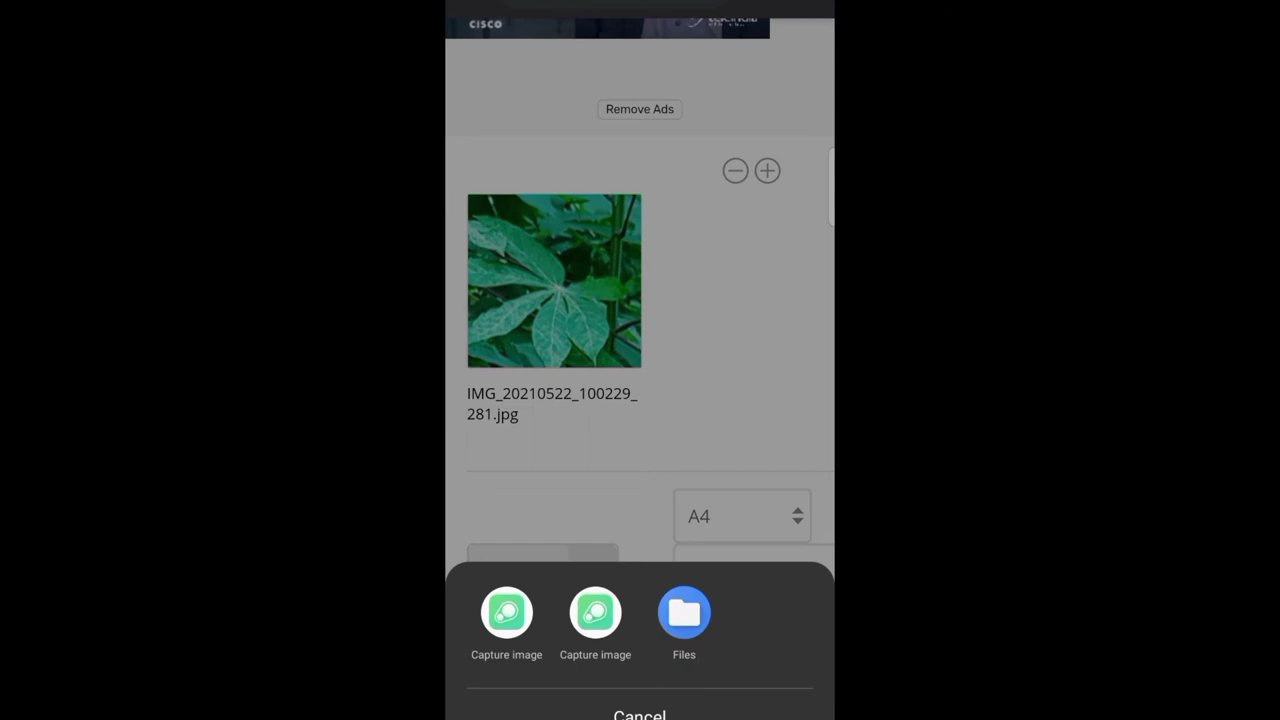 CISCO
Remove Ads
IMG_20210522_100229_
281.jpg
A4
Capture image
Capture image
Files
Cancel